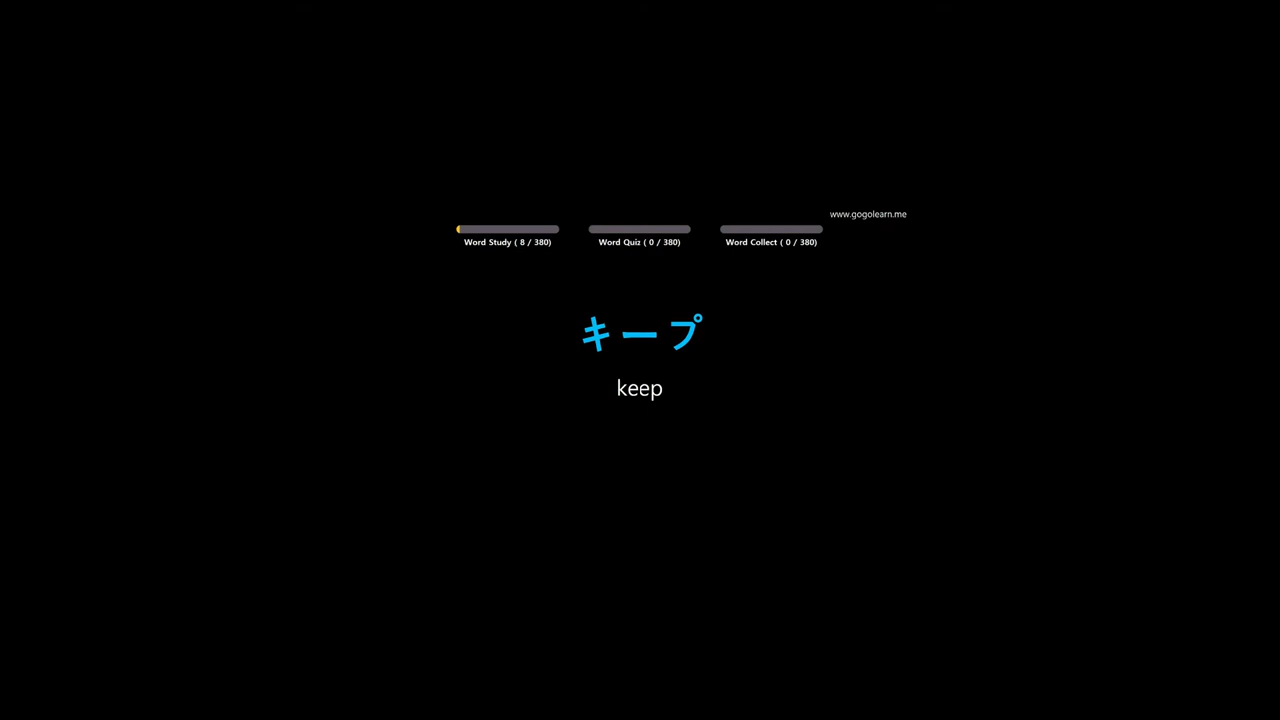 www.gogolearn.me
Word Study ( 8 / 380)
Word Quiz ( 0 / 380)
Word Collect ( 0 / 380)
キープ
keep